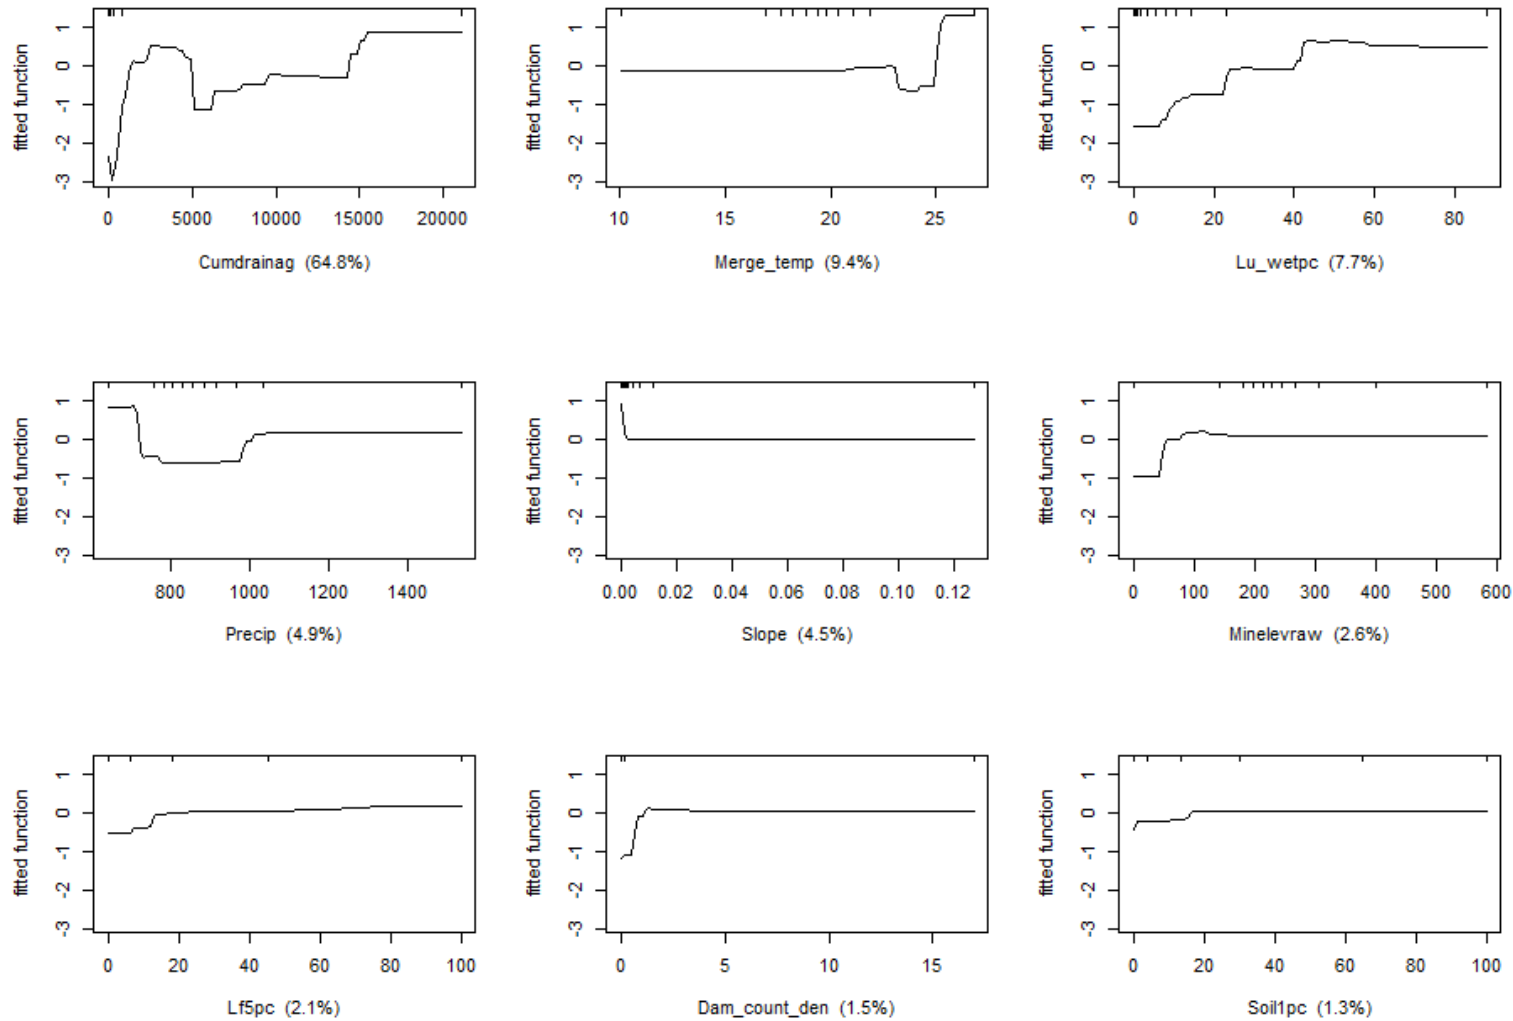 fitted function
1
0
-1
-2
-3
0 5000 10000 15000 20000
Cumdrainag (64.8%)
fitted function
1
0
-1
-2
-3
10 15 20 25
Merge_temp (9.4%)
fitted function
1
0
-1
-2
-3
0 20 40 60 80
Lu_wetpc (7.7%)
fitted function
1
0
-1
-2
-3
800 1000 1200 1400
Precip (4.9%)
fitted function
1
0
-1
-2
-3
0.00 0.02 0.04 0.06 0.08 0.10 0.12
Slope (4.5%)
fitted function
1
0
-1
-2
-3
0 100 200 300 400 500 600
Minelevraw (2.6%)
fitted function
1
0
-1
-2
-3
0 20 40 60 80 100
Lf5pc (2.1%)
fitted function
1
0
-1
-2
-3
0 5 10 15
Dam_count_den (1.5%)
fitted function
1
0
-1
-2
-3
0 20 40 60 80 100
Soil1pc (1.3%)